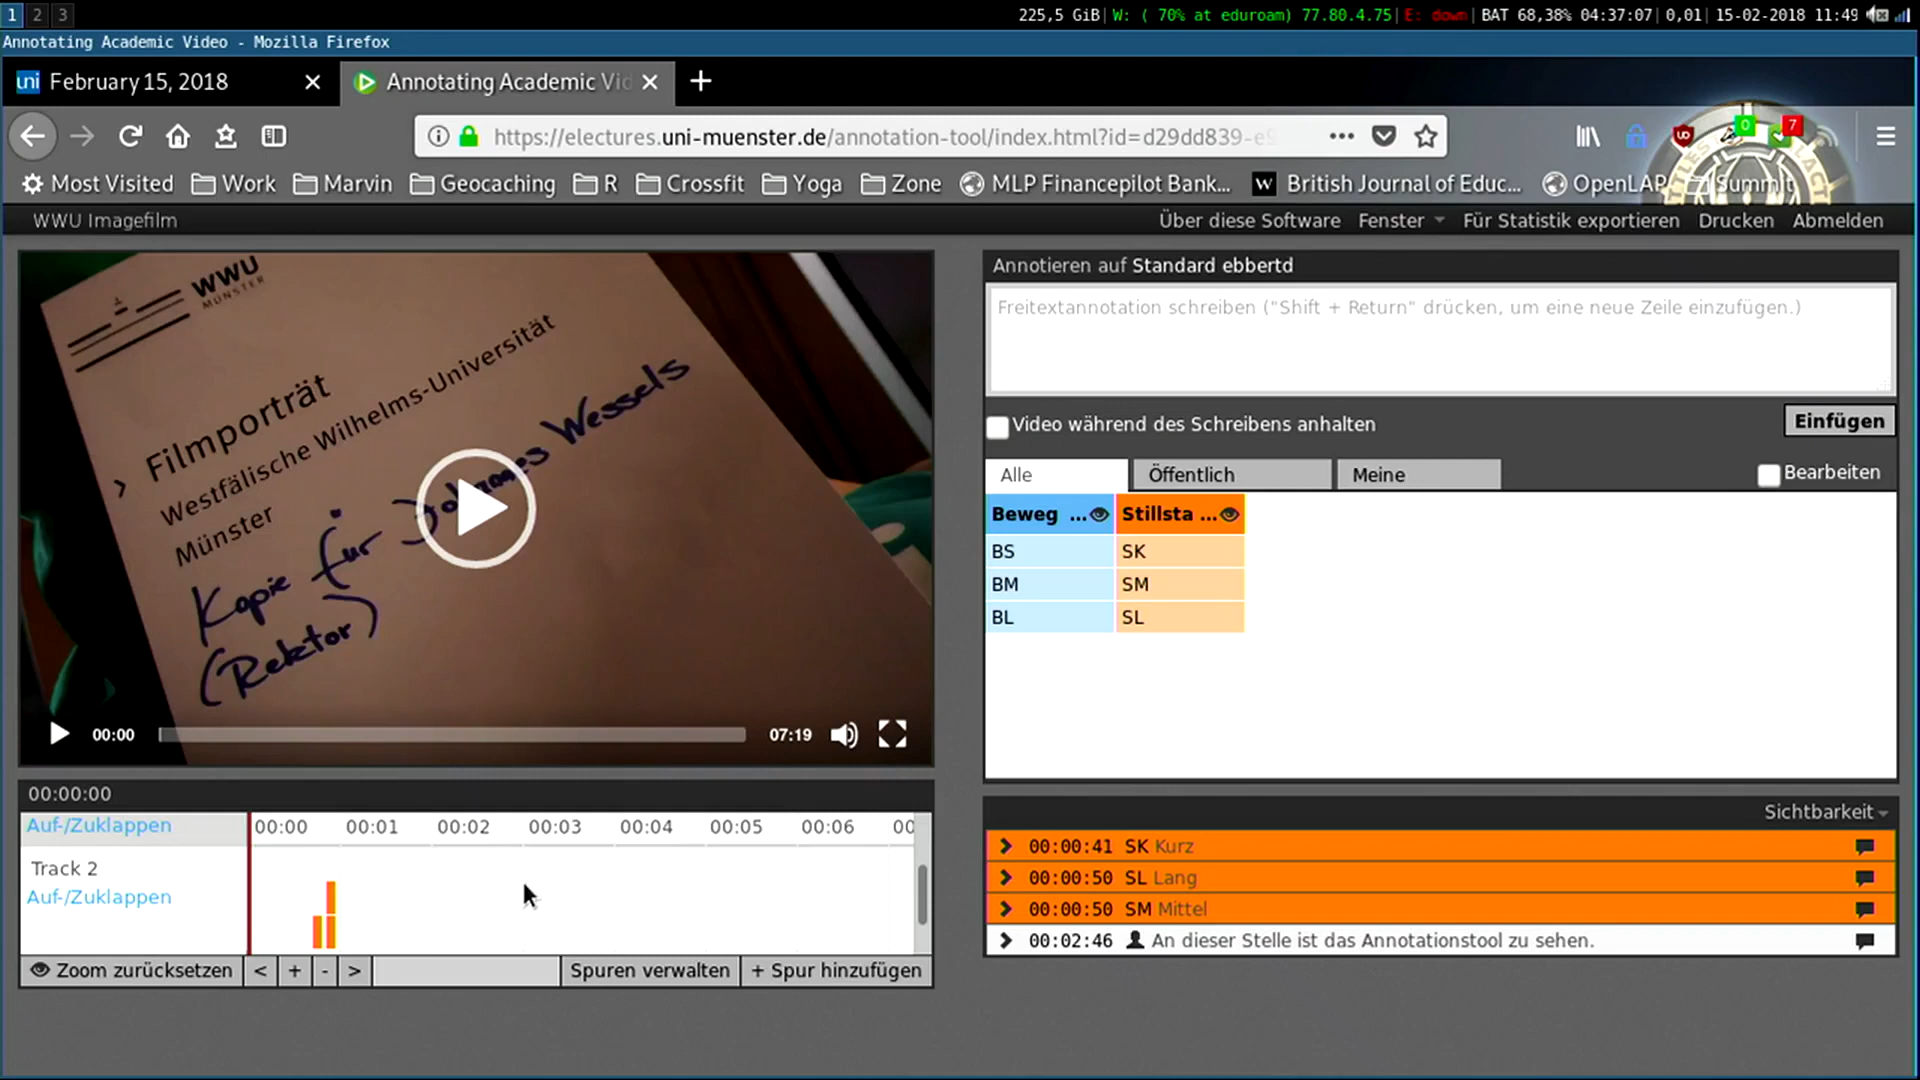 1 2 3
225,5 GiB| W: ( 70% at eduroam) 77.80.4.75| E: down| BAT 68,38% 04:37:07| 0,01| 15-02-2018 11:49
Annotating Academic Video - Mozilla Firefox
uni February 15, 2018
Annotating Academic Vid
https://electures.uni-muenster.de/annotation-tool/index.html?id=d29dd839-e9
0 7
Most Visited Work Marvin Geocaching R Crossfit Yoga Zone MLP Financepilot Bank... W British Journal of Educ... OpenLAP Summit
WWU Imagefilm
Über diese Software Fenster Für Statistik exportieren Drucken Abmelden
WWU
MÜNSTER
> Filmporträt
Westfälische Wilhelms-Universität
Münster
Kopie für Johannes Wessels
(Rektor)
00:00 07:19
Annotieren auf Standard ebbertd
Freitextannotation schreiben ("Shift + Return" drücken, um eine neue Zeile einzufügen.)
Video während des Schreibens anhalten
Einfügen
Alle Öffentlich Meine
Bearbeiten
Beweg ... Stillsta ...
BS SK
BM SM
BL SL
00:00:00
Auf-/Zuklappen 00:00 00:01 00:02 00:03 00:04 00:05 00:06 00
Track 2
Auf-/Zuklappen
Zoom zurücksetzen < + - > Spuren verwalten + Spur hinzufügen
Sichtbarkeit
00:00:41 SK Kurz
00:00:50 SL Lang
00:00:50 SM Mittel
00:02:46 An dieser Stelle ist das Annotationstool zu sehen.